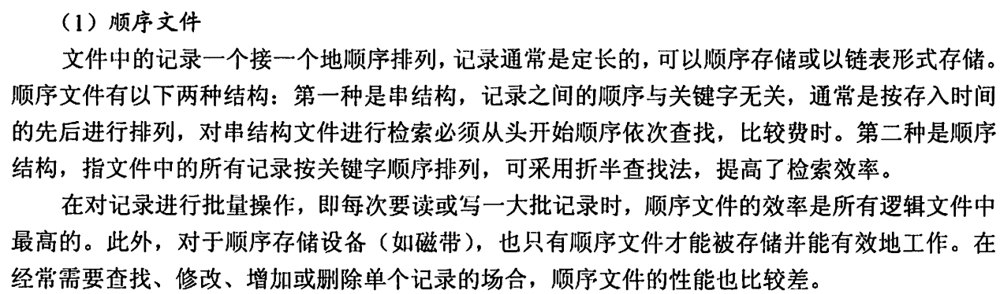 （1）顺序文件
文件中的记录一个接一个地顺序排列，记录通常是定长的，可以顺序存储或以链表形式存储。
顺序文件有以下两种结构：第一种是串结构，记录之间的顺序与关键字无关，通常是按存入时间
的先后进行排列，对串结构文件进行检索必须从头开始顺序依次查找，比较费时。第二种是顺序
结构，指文件中的所有记录按关键字顺序排列，可采用折半查找法，提高了检索效率。
在对记录进行批量操作，即每次要读或写一大批记录时，顺序文件的效率是所有逻辑文件中
最高的。此外，对于顺序存储设备（如磁带），也只有顺序文件才能被存储并能有效地工作。在
经常需要查找、修改、增加或删除单个记录的场合，顺序文件的性能也比较差。